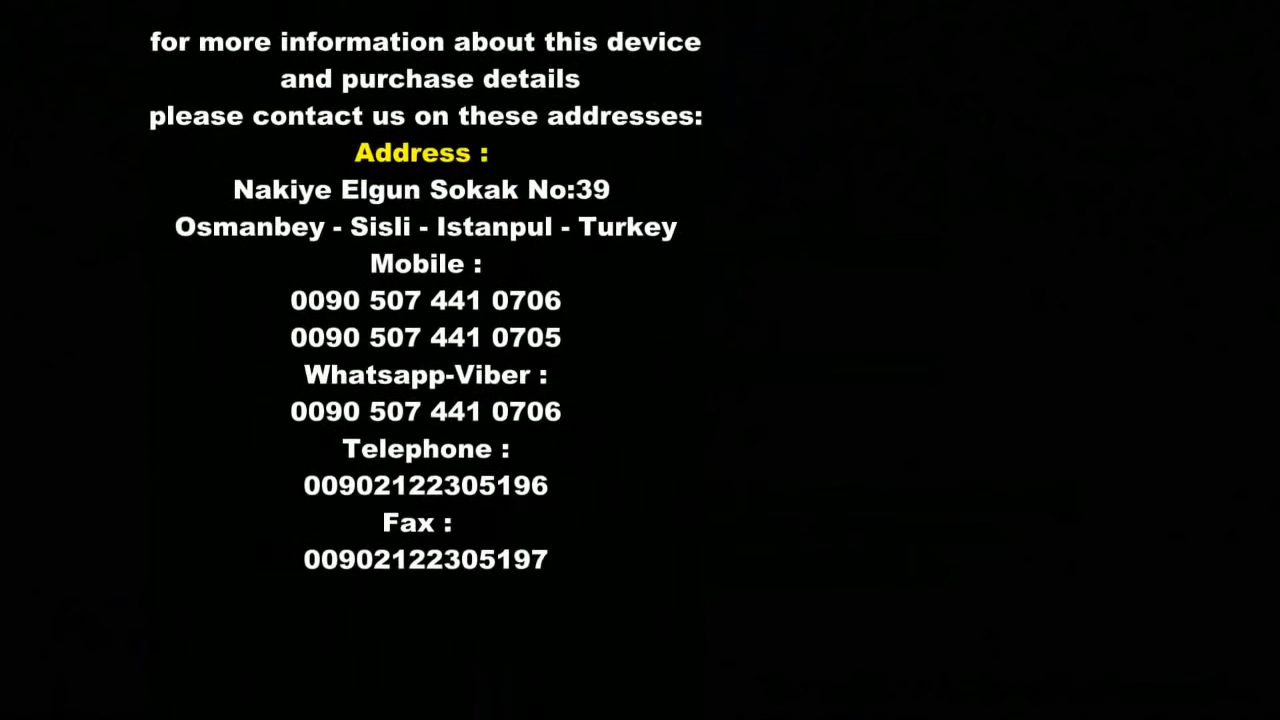 for more information about this device
and purchase details
please contact us on these addresses:
Address :
Nakiye Elgun Sokak No:39
Osmanbey - Sisli - Istanpul - Turkey
Mobile :
0090 507 441 0706
0090 507 441 0705
Whatsapp-Viber :
0090 507 441 0706
Telephone :
00902122305196
Fax :
00902122305197